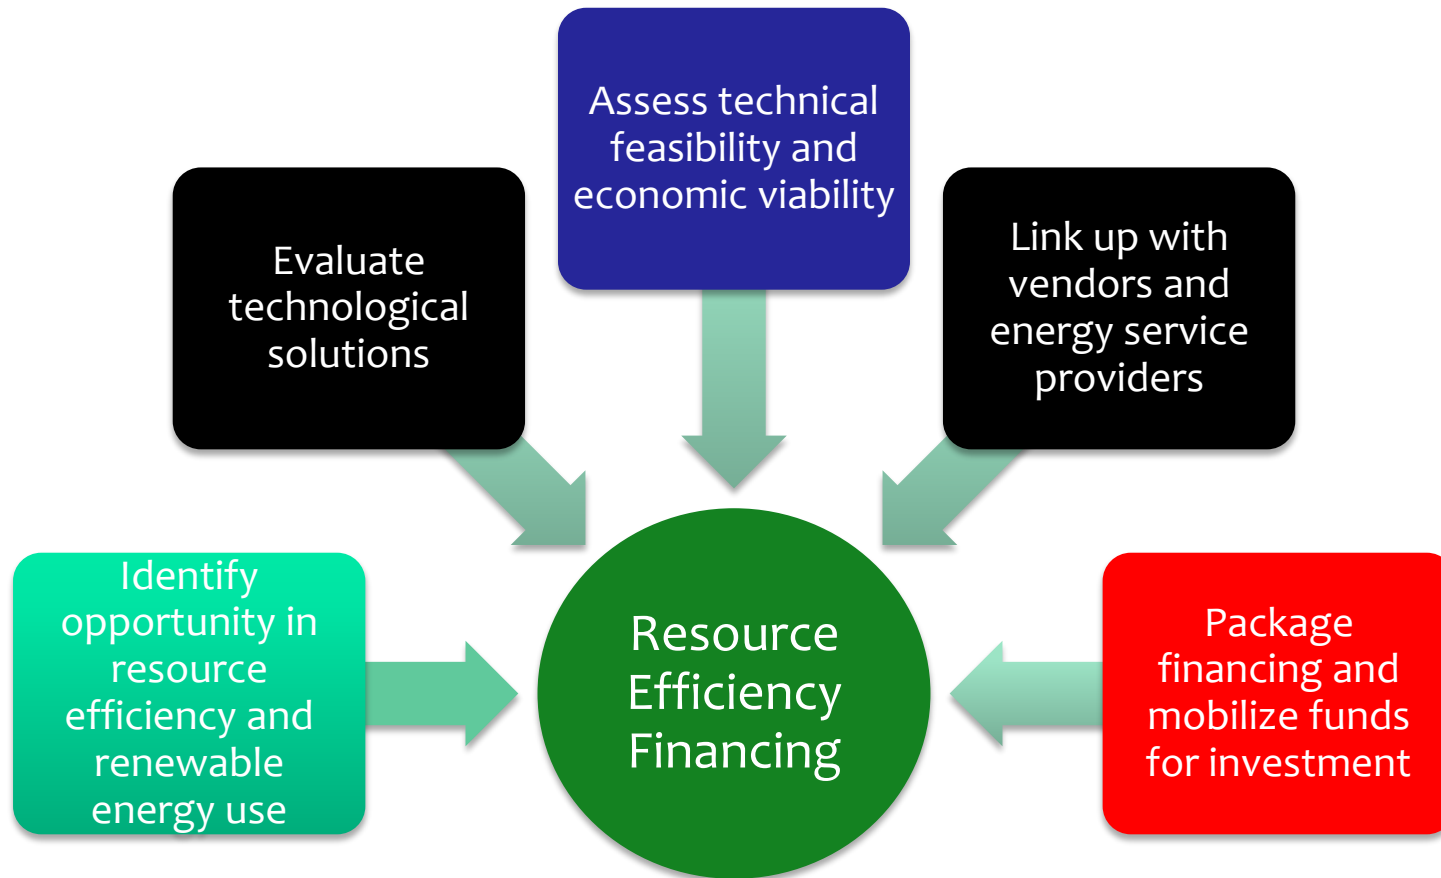 Assess technical
feasibility and
economic viability
Evaluate
technological
solutions
Link up with
vendors and
energy service
providers
Identify
opportunity in
resource
efficiency and
renewable
energy use
Resource
Efficiency
Financing
Package
financing and
mobilize funds
for investment